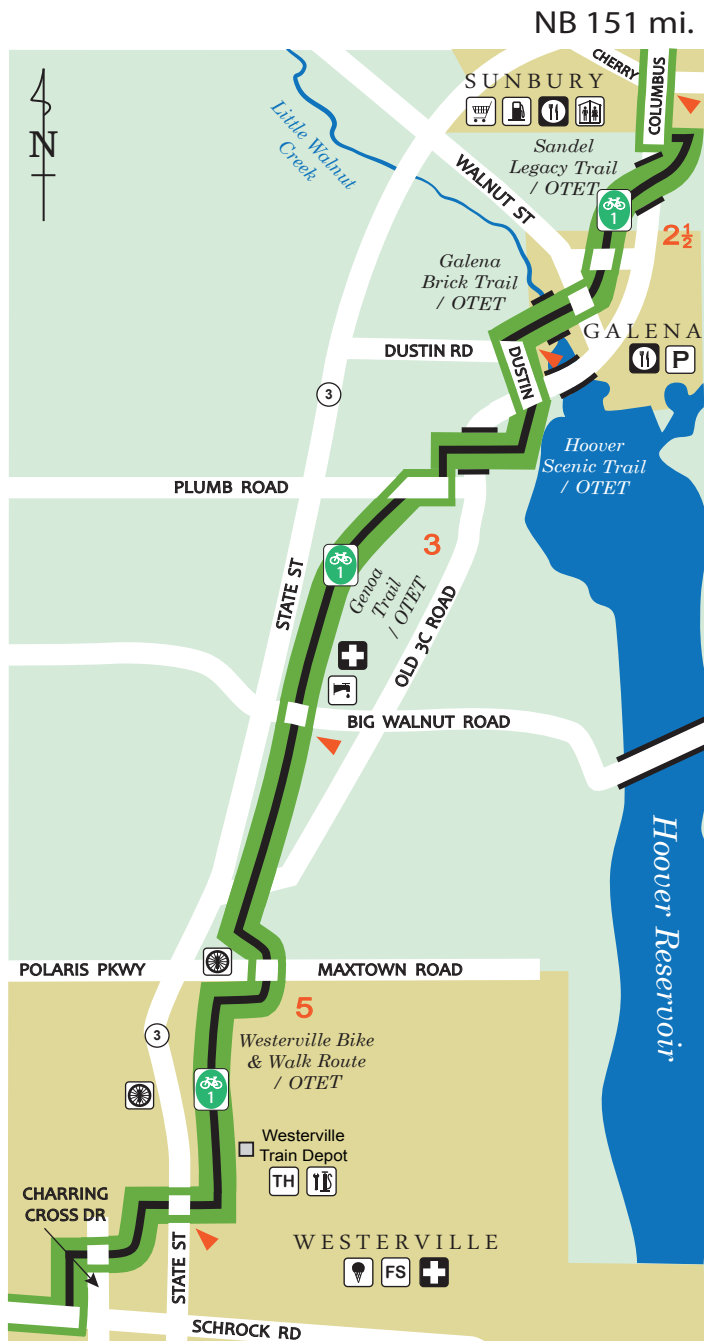 NB 151 mi.
N
Little Walnut
Creek
SUNBURY
CHERRY
COLUMBUS
Sandel
Legacy Trail
/ OTET
WALNUT ST
1
2½
Galena
Brick Trail
/ OTET
GALENA
P
DUSTIN RD
DUSTIN
3
Hoover
Scenic Trail
/ OTET
PLUMB ROAD
3
1
STATE ST
Genoa
Trail
/ OTET
OLD 3C ROAD
BIG WALNUT ROAD
Hoover Reservoir
POLARIS PKWY
MAXTOWN ROAD
5
3
Westerville Bike
& Walk Route
/ OTET
1
Westerville
Train Depot
TH
CHARRING
CROSS DR
STATE ST
WESTERVILLE
FS
SCHROCK RD